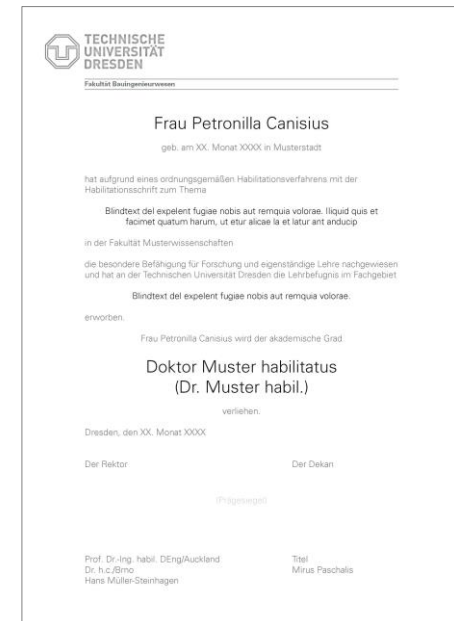 TECHNISCHE
UNIVERSITÄT
DRESDEN
Fakultät Bauingenieurwesen
Frau Petronilla Canisius
geb. am XX. Monat XXXX in Musterstadt
hat aufgrund eines ordnungsgemäßen Habilitationsverfahrens mit der
Habilitationsschrift zum Thema
Blindtext del expelent fugiae nobis aut remquia volorae. Iliquid quis et
facimet quatum harum, ut etur alicae la et latur ant anducip
in der Fakultät Musterwissenschaften
die besondere Befähigung für Forschung und eigenständige Lehre nachgewiesen
und hat an der Technischen Universität Dresden die Lehrbefugnis im Fachgebiet
Blindtext del expelent fugiae nobis aut remquia volorae.
erworben.
Frau Petronilla Canisius wird der akademische Grad
Doktor Muster habilitatus
(Dr. Muster habil.)
verliehen.
Dresden, den XX. Monat XXXX
Der Rektor Der Dekan
(Prägesiegel)
Prof. Dr.-Ing. habil. DEng/Auckland Titel
Dr. h.c./Brno Mirus Paschalis
Hans Müller-Steinhagen